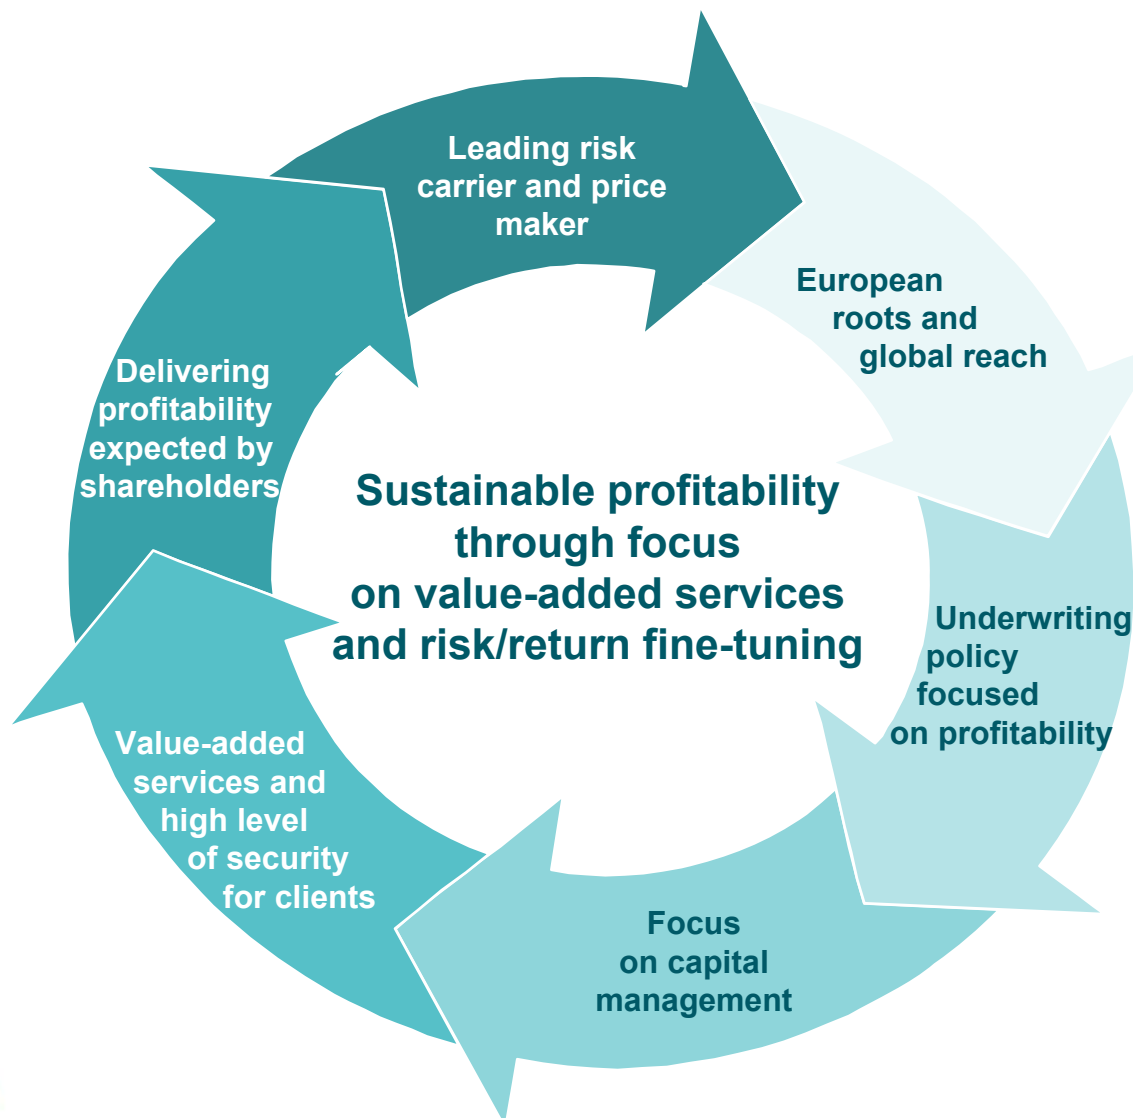 Leading risk
carrier and price
maker
European
roots and
global reach
Underwriting
policy
focused
on profitability
Focus
on capital
management
Value-added
services and
high level
of security
for clients
Delivering
profitability
expected by
shareholders
Sustainable profitability
through focus
on value-added services
and risk/return fine-tuning